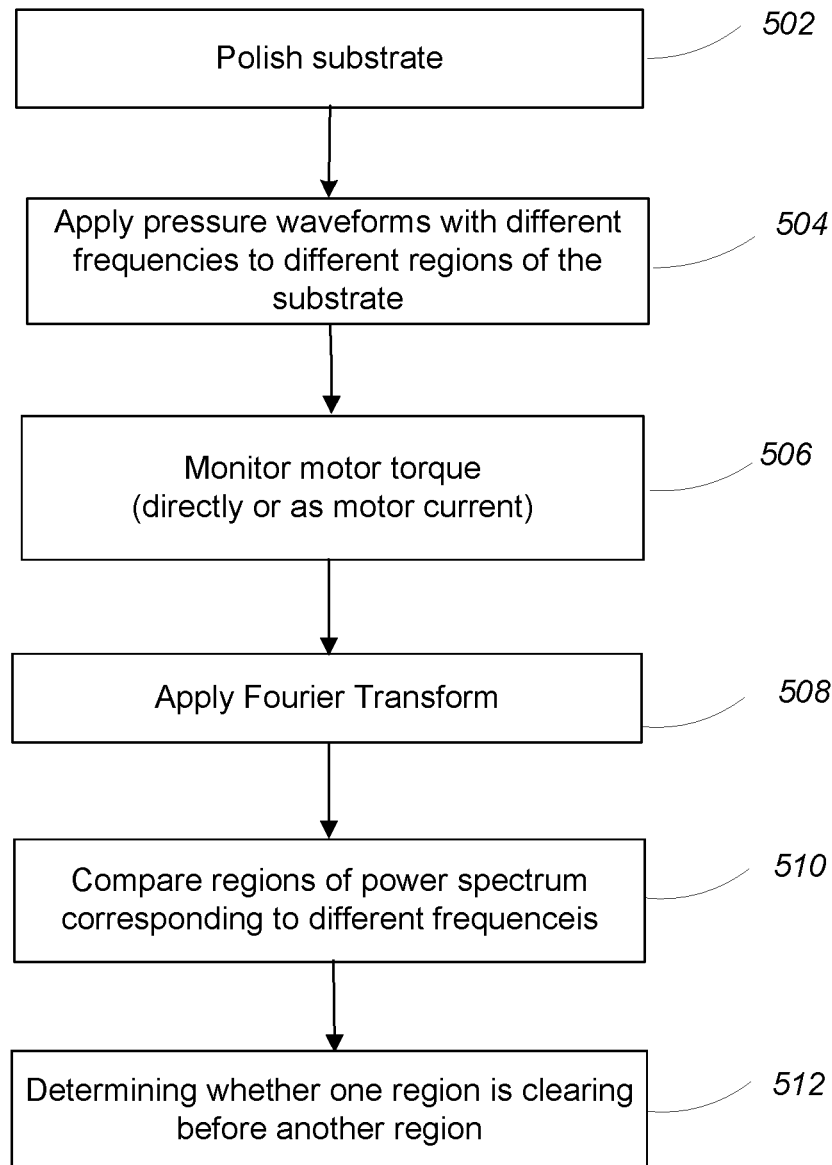 502
Polish substrate
504
Apply pressure waveforms with different
frequencies to different regions of the
substrate
506
Monitor motor torque
(directly or as motor current)
508
Apply Fourier Transform
510
Compare regions of power spectrum
corresponding to different frequenceis
512
Determining whether one region is clearing
before another region